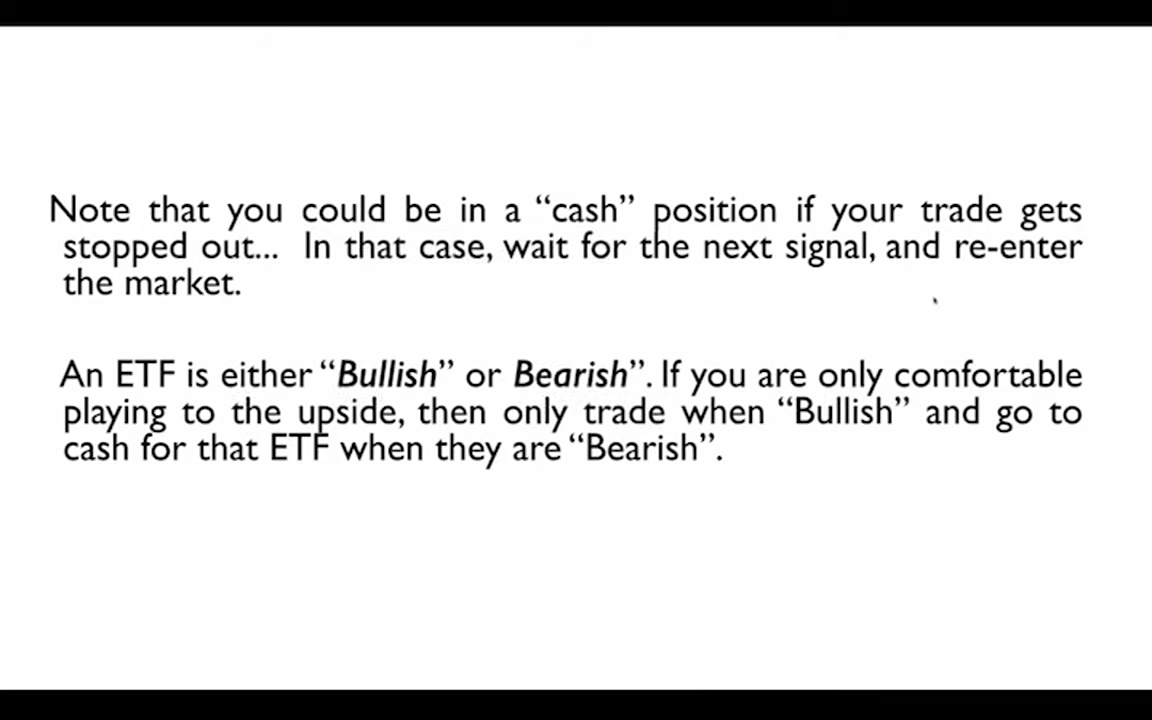 Note that you could be in a “cash” position if your trade gets
stopped out... In that case, wait for the next signal, and re-enter
the market.
An ETF is either “Bullish” or Bearish”. If you are only comfortable
playing to the upside, then only trade when “Bullish” and go to
cash for that ETF when they are “Bearish”.